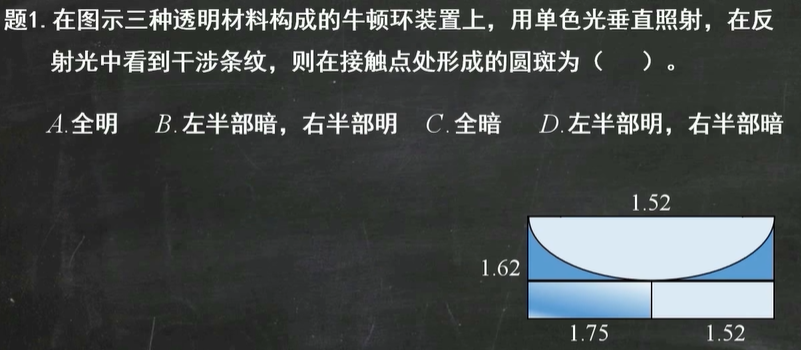 题1.在图示三种透明材料构成的牛顿环装置上，用单色光垂直照射，在反
射光中看到干涉条纹，则在接触点处形成的圆斑为（　　）。
A.全明　B.左半部暗，右半部明　C.全暗　D.左半部明，右半部暗
1.52
1.62
1.75　1.52